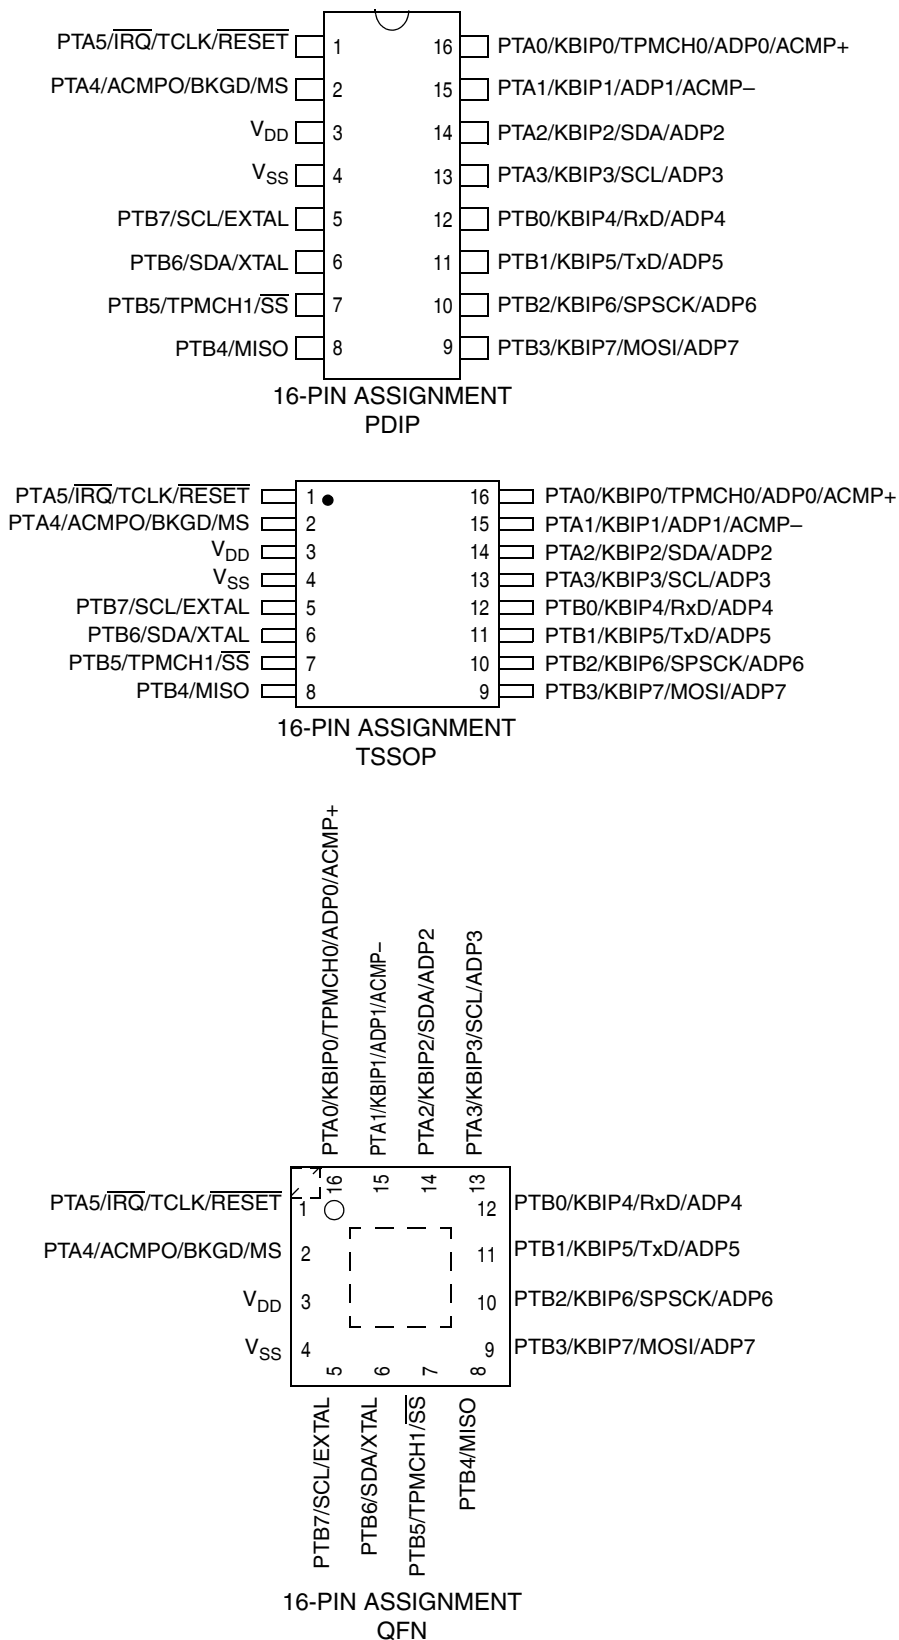 PTA5/IRQ/TCLK/RESET 1 16 PTA0/KBIP0/TPMCH0/ADP0/ACMP+
PTA4/ACMPO/BKGD/MS 2 15 PTA1/KBIP1/ADP1/ACMP–
VDD 3 14 PTA2/KBIP2/SDA/ADP2
VSS 4 13 PTA3/KBIP3/SCL/ADP3
PTB7/SCL/EXTAL 5 12 PTB0/KBIP4/RxD/ADP4
PTB6/SDA/XTAL 6 11 PTB1/KBIP5/TxD/ADP5
PTB5/TPMCH1/SS 7 10 PTB2/KBIP6/SPSCK/ADP6
PTB4/MISO 8 9 PTB3/KBIP7/MOSI/ADP7
16-PIN ASSIGNMENT
PDIP
PTA5/IRQ/TCLK/RESET 1 16 PTA0/KBIP0/TPMCH0/ADP0/ACMP+
PTA4/ACMPO/BKGD/MS 2 15 PTA1/KBIP1/ADP1/ACMP–
VDD 3 14 PTA2/KBIP2/SDA/ADP2
VSS 4 13 PTA3/KBIP3/SCL/ADP3
PTB7/SCL/EXTAL 5 12 PTB0/KBIP4/RxD/ADP4
PTB6/SDA/XTAL 6 11 PTB1/KBIP5/TxD/ADP5
PTB5/TPMCH1/SS 7 10 PTB2/KBIP6/SPSCK/ADP6
PTB4/MISO 8 9 PTB3/KBIP7/MOSI/ADP7
16-PIN ASSIGNMENT
TSSOP
PTA0/KBIP0/TPMCH0/ADP0/ACMP+
PTA1/KBIP1/ADP1/ACMP–
PTA2/KBIP2/SDA/ADP2
PTA3/KBIP3/SCL/ADP3
16 15 14 13
PTA5/IRQ/TCLK/RESET 1 12 PTB0/KBIP4/RxD/ADP4
PTA4/ACMPO/BKGD/MS 2 11 PTB1/KBIP5/TxD/ADP5
VDD 3 10 PTB2/KBIP6/SPSCK/ADP6
VSS 4 9 PTB3/KBIP7/MOSI/ADP7
5 6 7 8
PTB7/SCL/EXTAL
PTB6/SDA/XTAL
PTB5/TPMCH1/SS
PTB4/MISO
16-PIN ASSIGNMENT
QFN